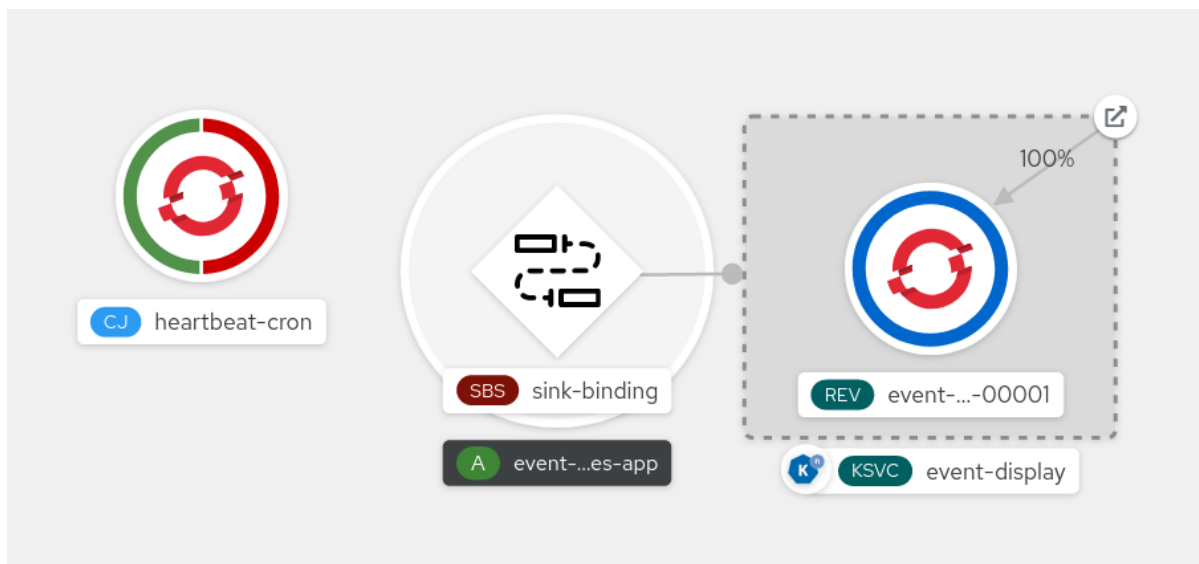 100%
CJ heartbeat-cron
SBS sink-binding
REV event-...-00001
A event-...es-app
K n KSVC event-display